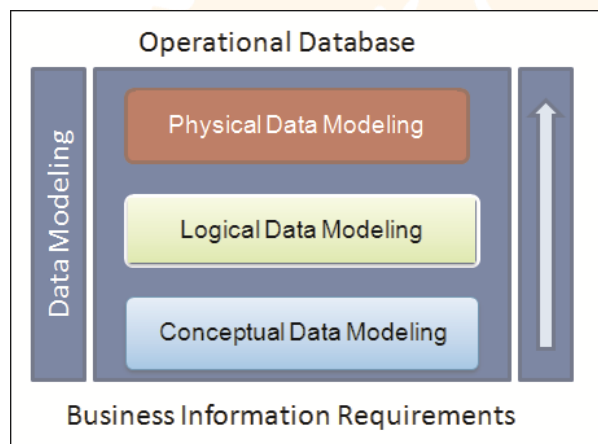 Operational Database
Data Modeling
Physical Data Modeling
Logical Data Modeling
Conceptual Data Modeling
Business Information Requirements